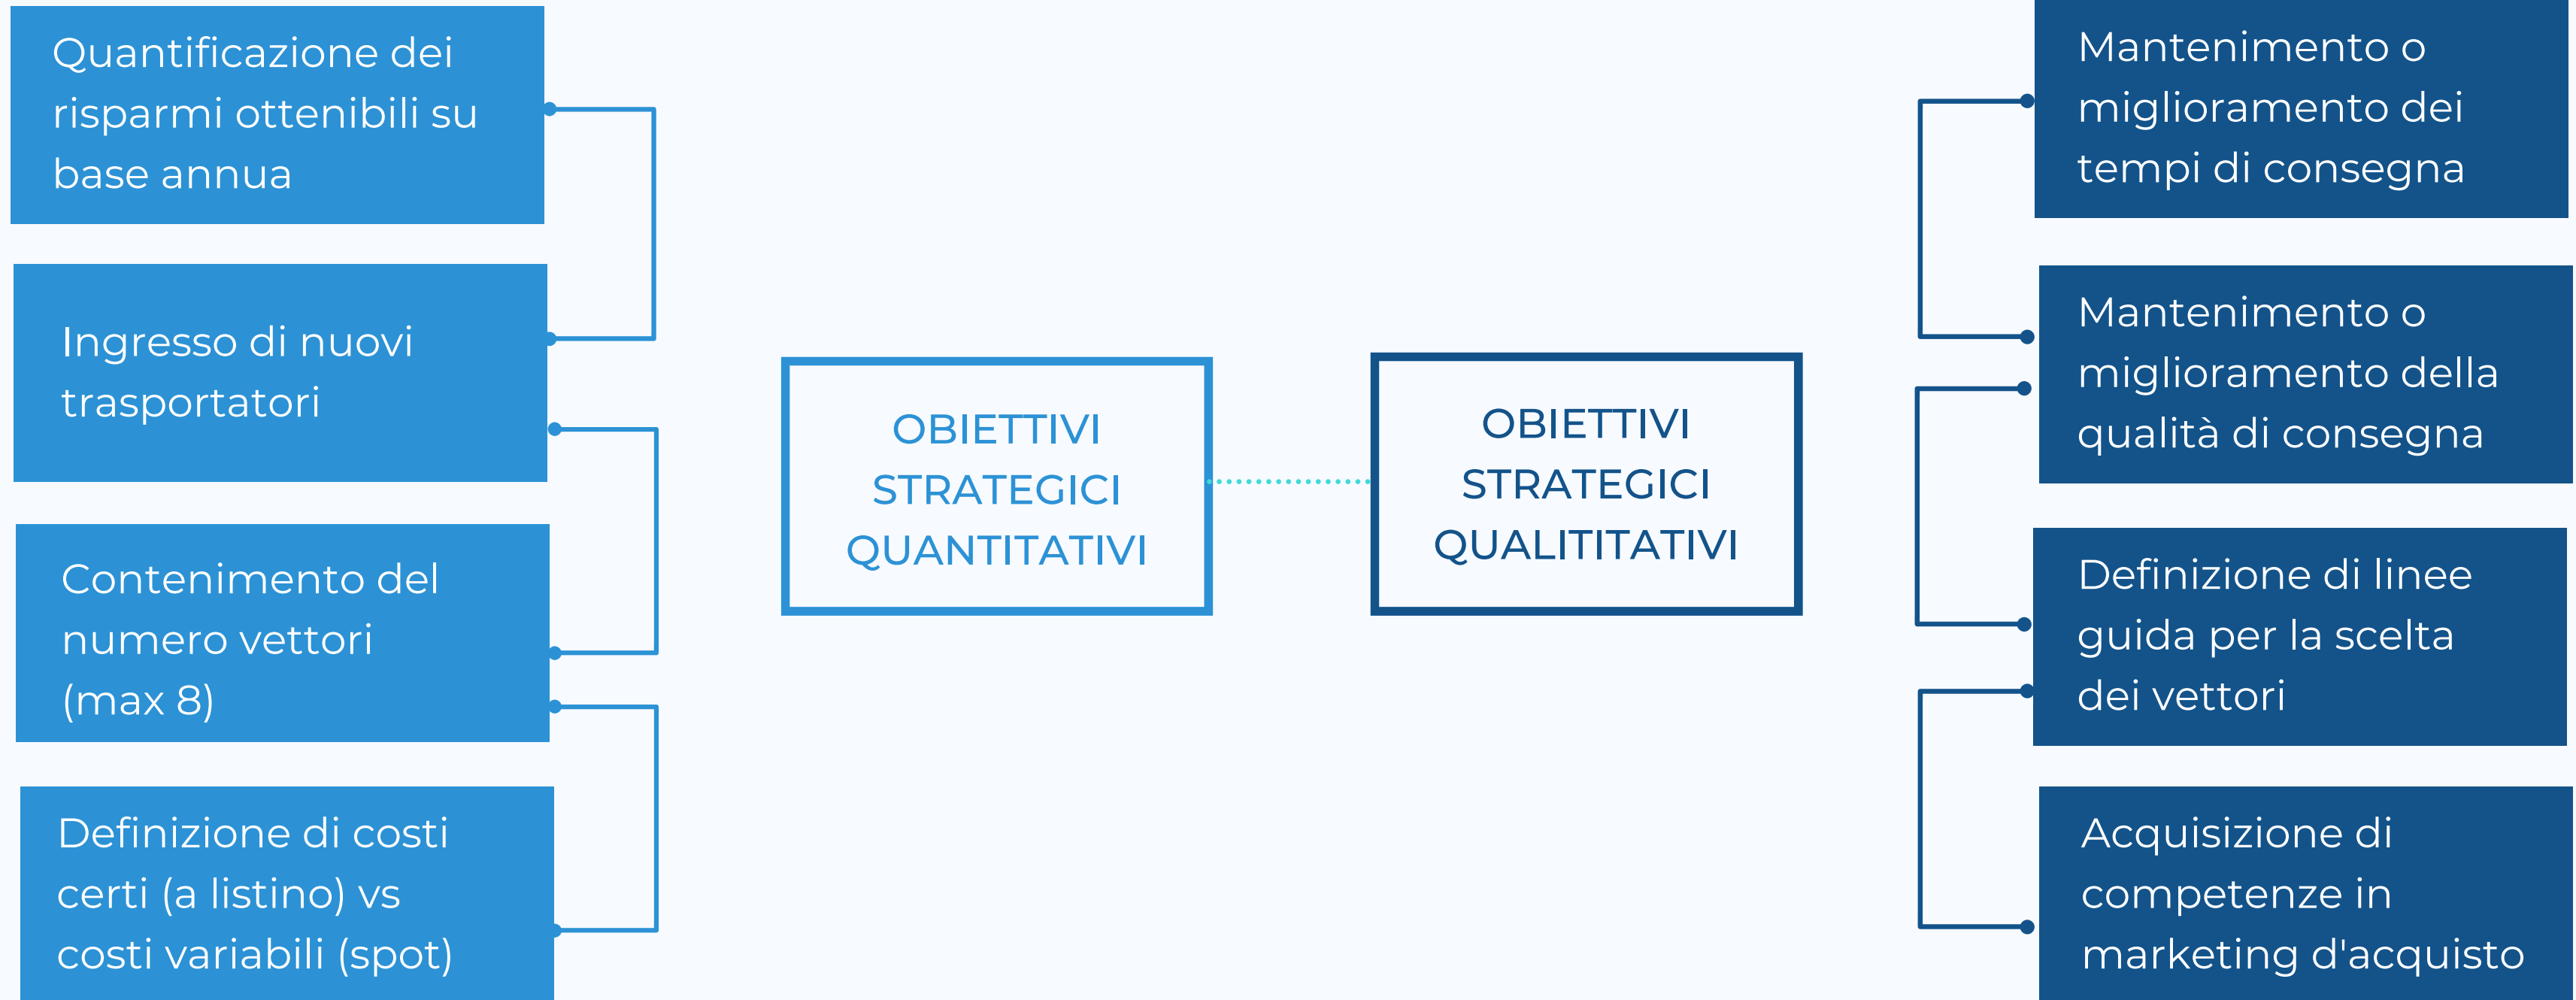 Quantificazione dei
risparmi ottenibili su
base annua
Ingresso di nuovi
trasportatori
Contenimento del
numero vettori
(max 8)
Definizione di costi
certi (a listino) vs
costi variabili (spot)
OBIETTIVI
STRATEGICI
QUANTITATIVI
OBIETTIVI
STRATEGICI
QUALITITATIVI
Mantenimento o
miglioramento dei
tempi di consegna
Mantenimento o
miglioramento della
qualità di consegna
Definizione di linee
guida per la scelta
dei vettori
Acquisizione di
competenze in
marketing d'acquisto